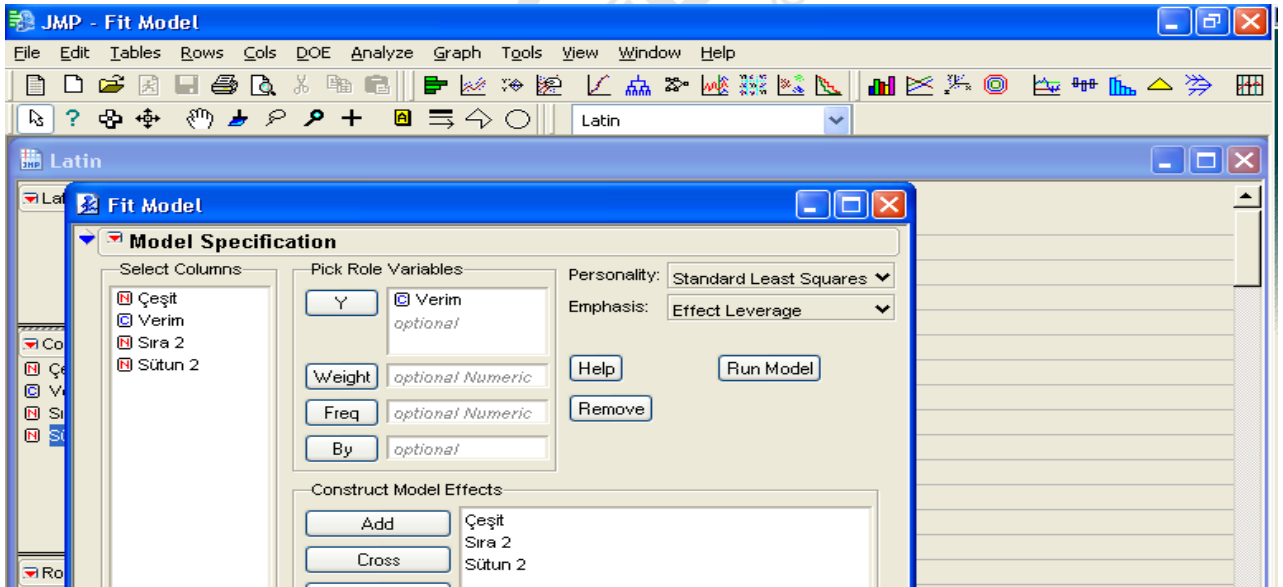 JMP - Fit Model
File Edit Tables Rows Cols DOE Analyze Graph Tools View Window Help
Latin
Latin
Fit Model
Model Specification
Select Columns
Çeşit
Verim
Sıra 2
Sütun 2
Pick Role Variables
Y
Verim
optional
Weight
optional Numeric
Freq
optional Numeric
By
optional
Personality: Standard Least Squares
Emphasis: Effect Leverage
Help
Run Model
Remove
Construct Model Effects
Add
Cross
Çeşit
Sıra 2
Sütun 2